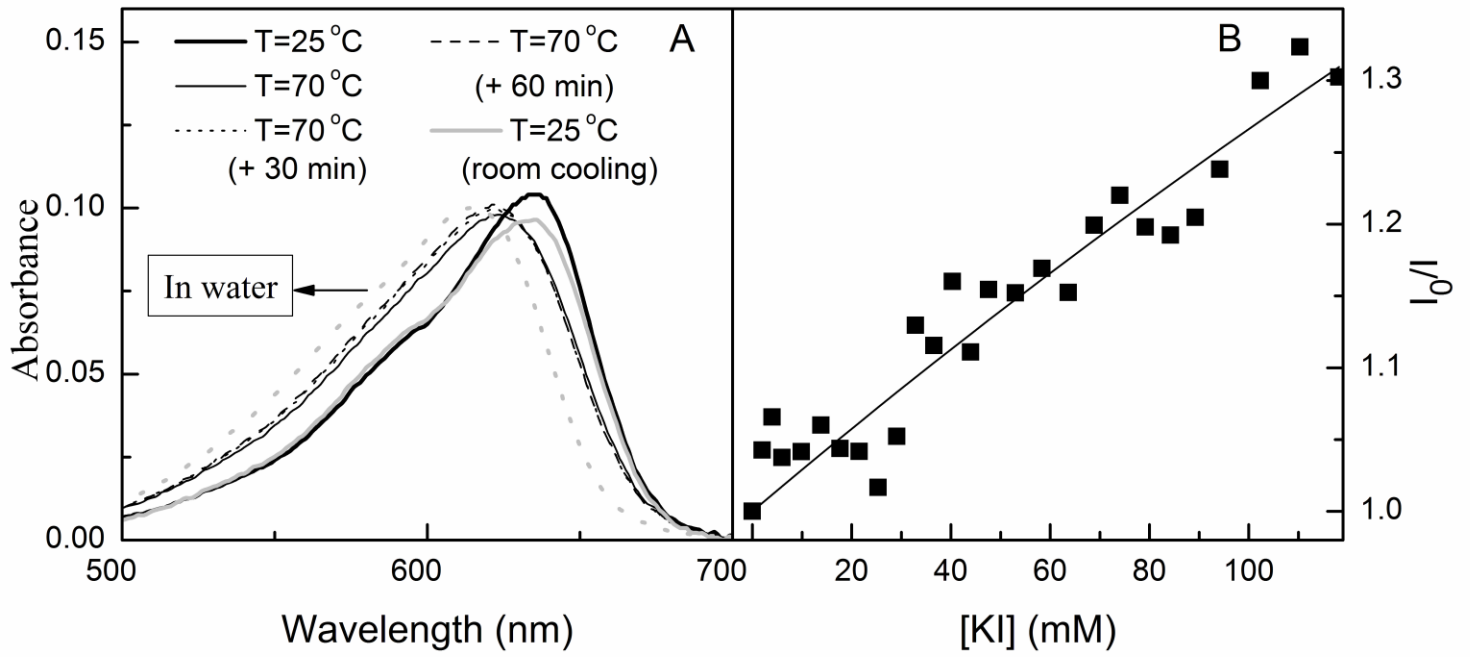 A
T=25 °C
T=70 °C
T=70 °C
(+ 60 min)
T=70 °C
T=25 °C
(+ 30 min)
(room cooling)
In water
Absorbance
0.15
0.10
0.05
0.00
500
600
700
Wavelength (nm)
B
20
40
60
80
100
[KI] (mM)
1.3
1.2
1.1
1.0
I0/I